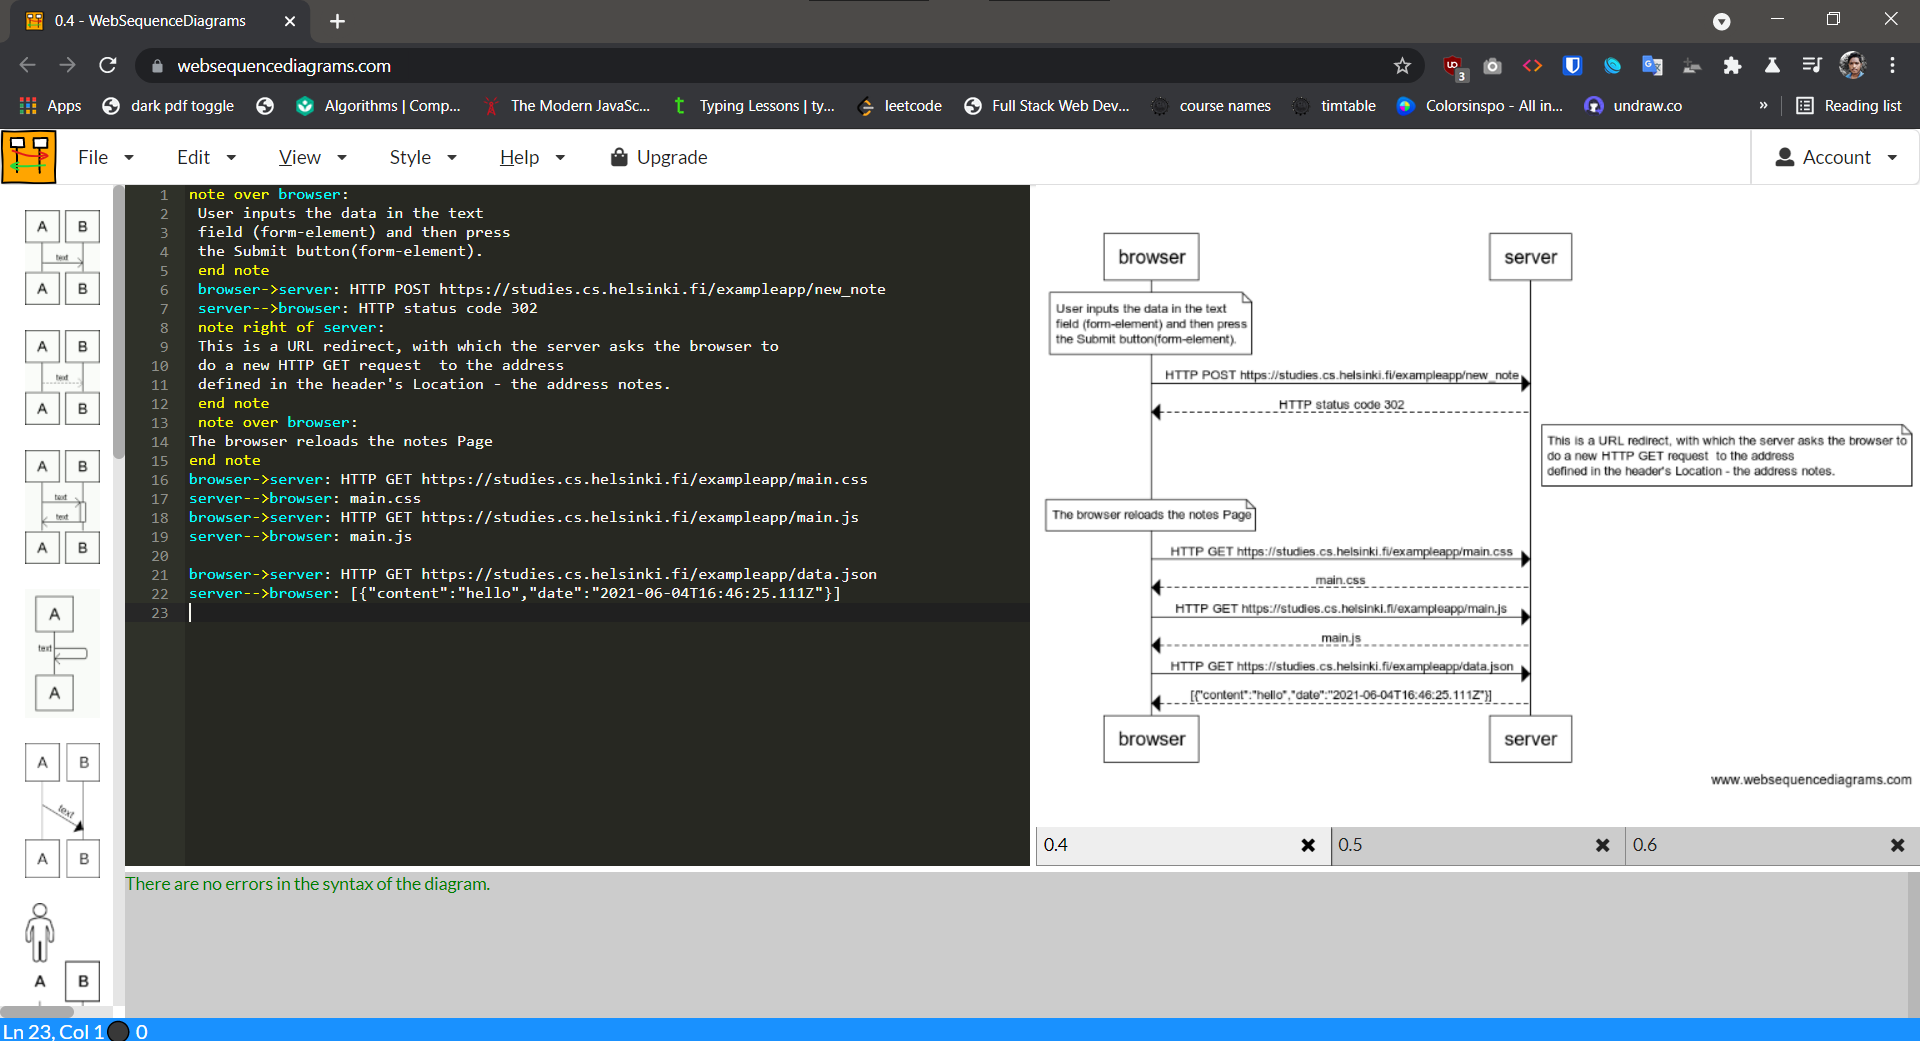 0.4 - WebSequenceDiagrams
websequencediagrams.com
3
Apps
dark pdf toggle
Algorithms | Comp...
The Modern JavaSc...
Typing Lessons | ty...
leetcode
Full Stack Web Dev...
course names
timtable
Colorsinspo - All in...
undraw.co
»
Reading list
File
Edit
View
Style
Help
Upgrade
Account
A B
text
A B
A B
text
A B
A B
text
text
A B
A
text
A
A B
text
A B
A B
1 note over browser:
2 User inputs the data in the text
3 field (form-element) and then press
4 the Submit button(form-element).
5 end note
6 browser->server: HTTP POST https://studies.cs.helsinki.fi/exampleapp/new_note
7 server-->browser: HTTP status code 302
8 note right of server:
9 This is a URL redirect, with which the server asks the browser to
10 do a new HTTP GET request  to the address
11 defined in the header's Location - the address notes.
12 end note
13 note over browser:
14 The browser reloads the notes Page
15 end note
16 browser->server: HTTP GET https://studies.cs.helsinki.fi/exampleapp/main.css
17 server-->browser: main.css
18 browser->server: HTTP GET https://studies.cs.helsinki.fi/exampleapp/main.js
19 server-->browser: main.js
20
21 browser->server: HTTP GET https://studies.cs.helsinki.fi/exampleapp/data.json
22 server-->browser: [{"content":"hello","date":"2021-06-04T16:46:25.111Z"}]
23
browser server
User inputs the data in the text
field (form-element) and then press
the Submit button(form-element).
HTTP POST https://studies.cs.helsinki.fi/exampleapp/new_note
HTTP status code 302
This is a URL redirect, with which the server asks the browser to
do a new HTTP GET request  to the address
defined in the header's Location - the address notes.
The browser reloads the notes Page
HTTP GET https://studies.cs.helsinki.fi/exampleapp/main.css
main.css
HTTP GET https://studies.cs.helsinki.fi/exampleapp/main.js
main.js
HTTP GET https://studies.cs.helsinki.fi/exampleapp/data.json
[{"content":"hello","date":"2021-06-04T16:46:25.111Z"}]
browser server
www.websequencediagrams.com
0.4
0.5
0.6
There are no errors in the syntax of the diagram.
Ln 23, Col 1 0